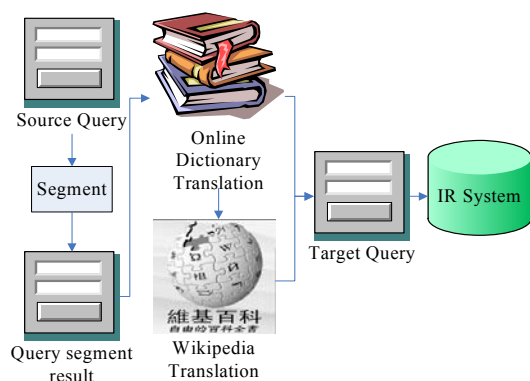 Source Query
Segment
Query segment
result
Online
Dictionary
Translation
維基百科
自由的百科全書
Wikipedia
Translation
Target Query
IR System